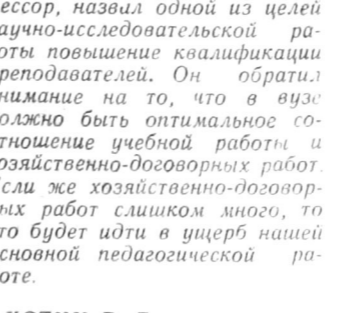 ессор, назвал одной из целей
аучно-исследовательской ра-
оты повышение квалификации
реподавателей. Он обратил
нимание на то, что в вузе
олжно быть оптимальное со-
тношение учебной работы и
озяйственно-договорных работ.
сли же хозяйственно-договор-
ых работ слишком много, то
то будет идти в ущерб нашей
сновной педагогической ра-
оте.